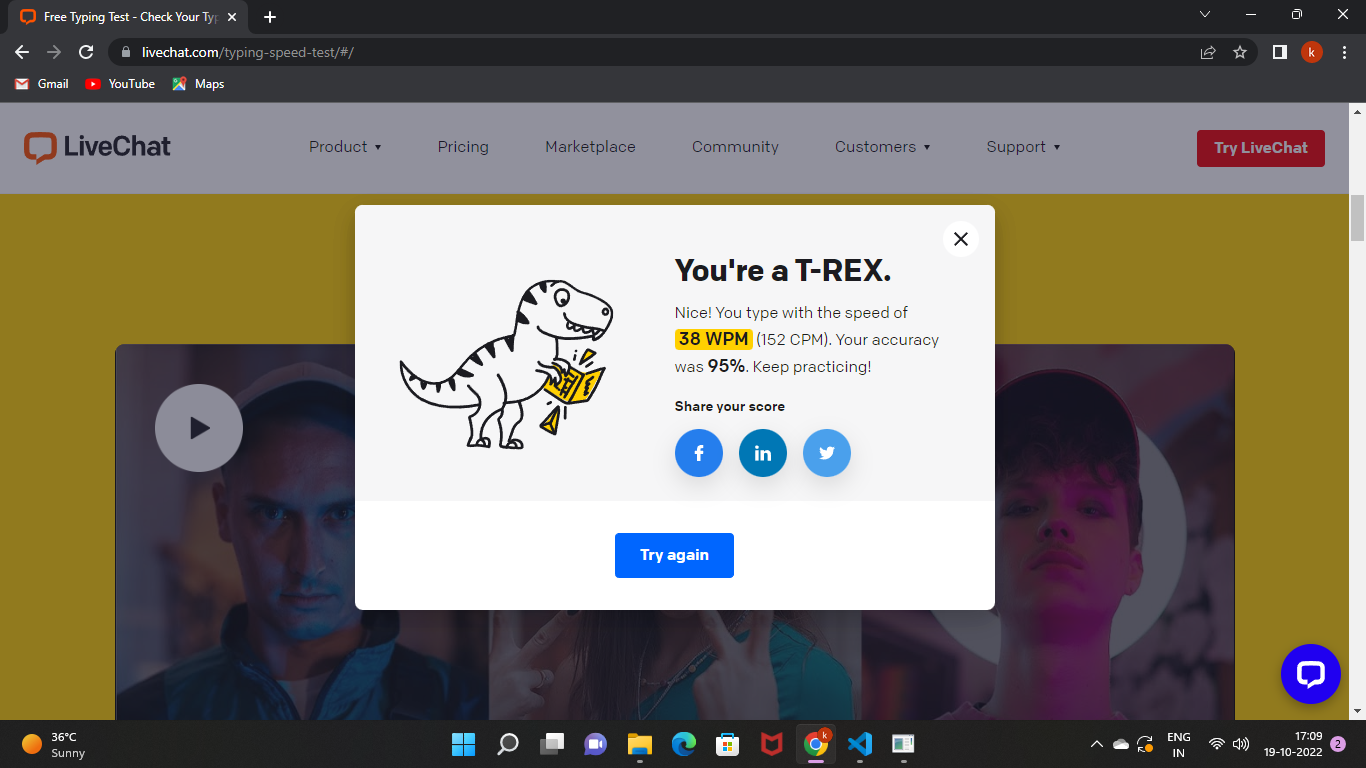 Free Typing Test - Check Your Typ
livechat.com/typing-speed-test/#/
k
Gmail
YouTube
Maps
LiveChat
Product
Pricing
Marketplace
Community
Customers
Support
Try LiveChat
You're a T-REX.
Nice! You type with the speed of
38 WPM (152 CPM). Your accuracy
was 95%. Keep practicing!
Share your score
f
in
Try again
36°C
Sunny
k
ENG
IN
17:09
19-10-2022
2